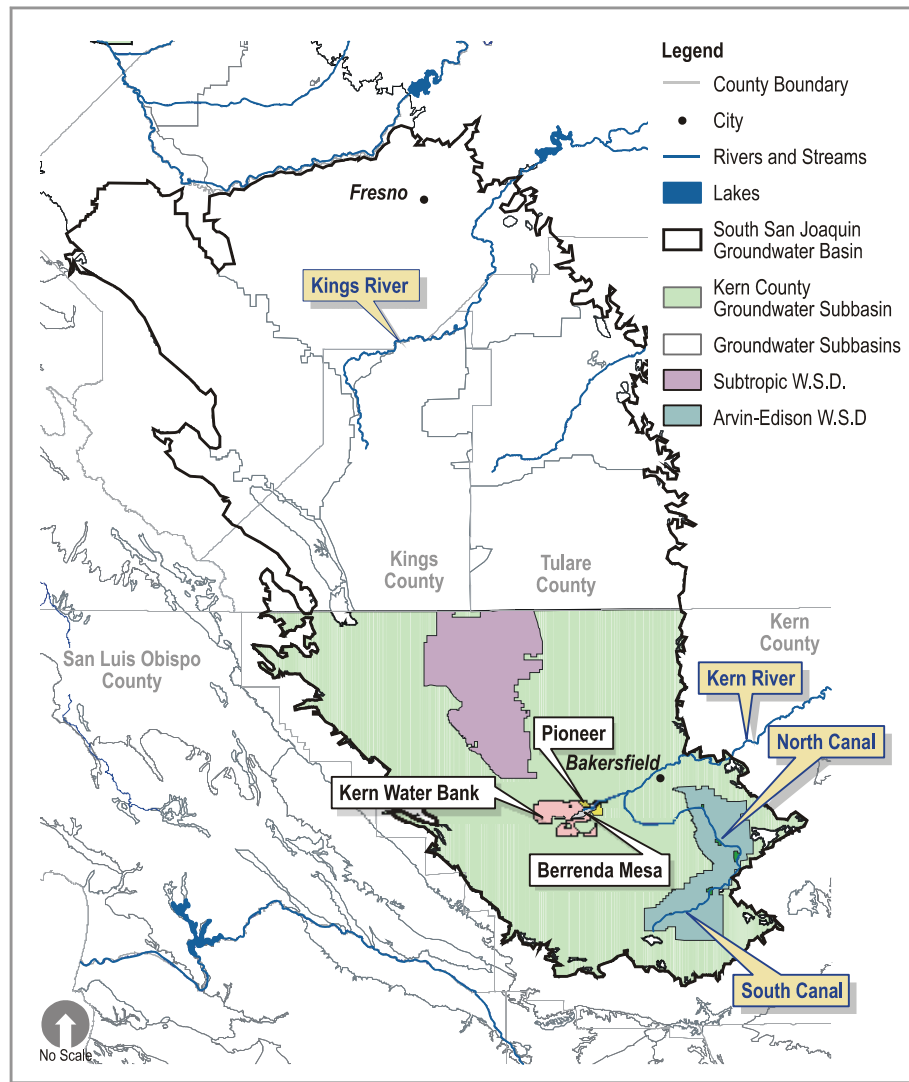 Legend
County Boundary
City
Rivers and Streams
Lakes
South San Joaquin
Groundwater Basin
Kern County
Groundwater Subbasin
Groundwater Subbasins
Subtropic W.S.D.
Arvin-Edison W.S.D
Fresno
Kings River
Kings
County
Tulare
County
Kern
County
San Luis Obispo
County
Kern River
North Canal
Pioneer
Bakersfield
Kern Water Bank
Berrenda Mesa
South Canal
No Scale